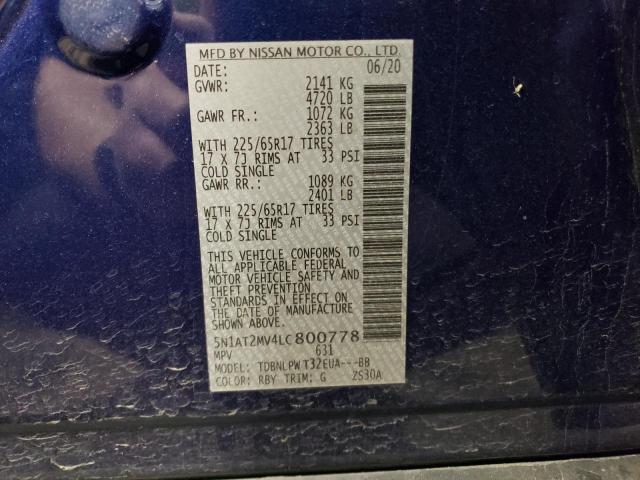 MFD BY NISSAN MOTOR CO., LTD.
DATE: 06/20
GVWR: 2141 KG
4720 LB
GAWR FR.: 1072 KG
2363 LB
WITH 225/65R17 TIRES
17 X 7J RIMS AT 33 PSI
COLD SINGLE
GAWR RR.: 1089 KG
2401 LB
WITH 225/65R17 TIRES
17 X 7J RIMS AT 33 PSI
COLD SINGLE
THIS VEHICLE CONFORMS TO
ALL APPLICABLE FEDERAL
MOTOR VEHICLE SAFETY AND
THEFT PREVENTION
STANDARDS IN EFFECT ON
THE DATE OF MANUFACTURE
SHOWN ABOVE.
5N1AT2MV4LC800778
MPV 631
MODEL: TDBNLPW T32EUA---BB
COLOR: RBY TRIM: G ZS30A